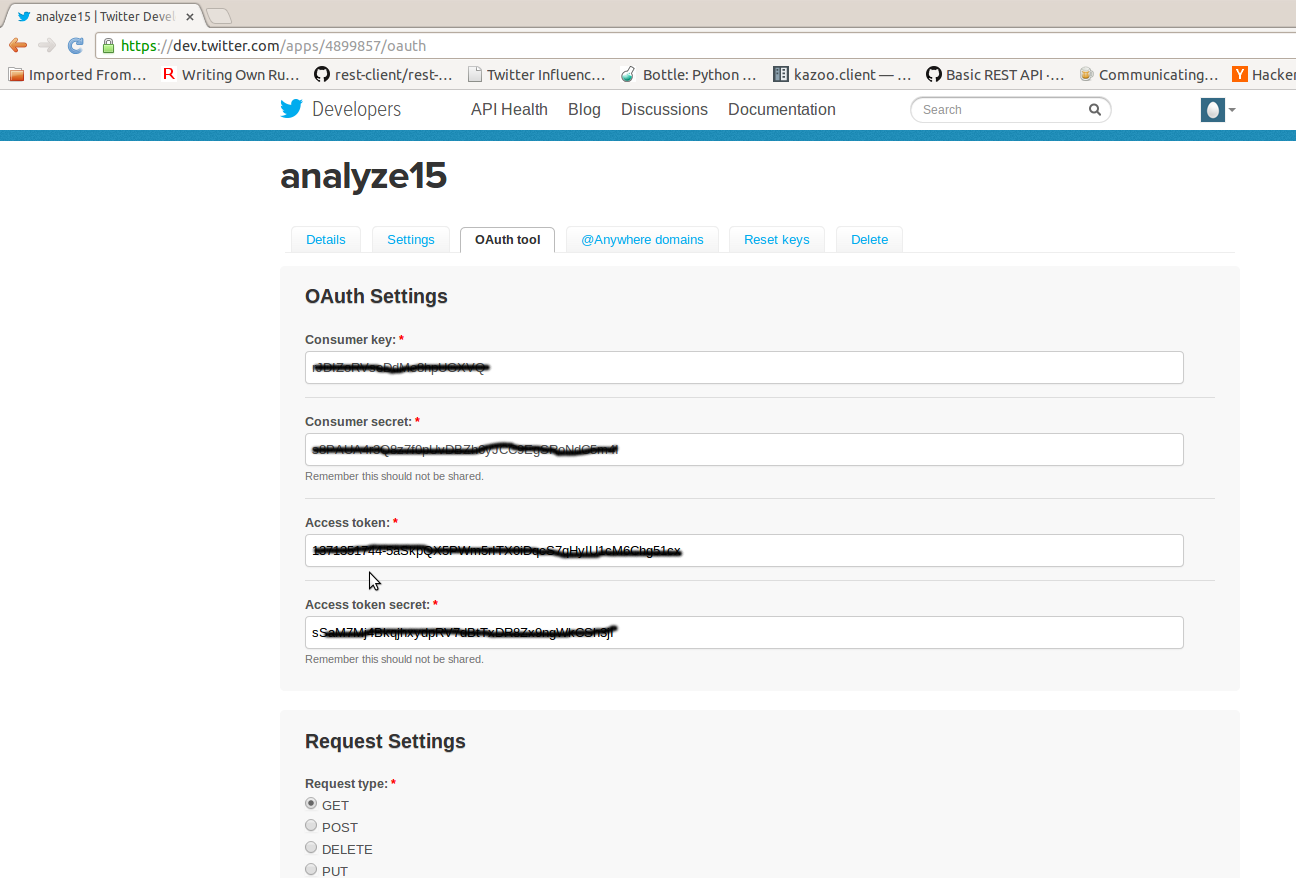 analyze15 | Twitter Devel
https://dev.twitter.com/apps/4899857/oauth
Imported From... Writing Own Ru... rest-client/rest-... Twitter Influenc... Bottle: Python ... kazoo.client — ... Basic REST API ·... Communicating... Hacker
Developers API Health Blog Discussions Documentation Search
analyze15
Details Settings OAuth tool @Anywhere domains Reset keys Delete
OAuth Settings
Consumer key: *
Consumer secret: *
Remember this should not be shared.
Access token: *
Access token secret: *
Remember this should not be shared.
Request Settings
Request type: *
GET
POST
DELETE
PUT